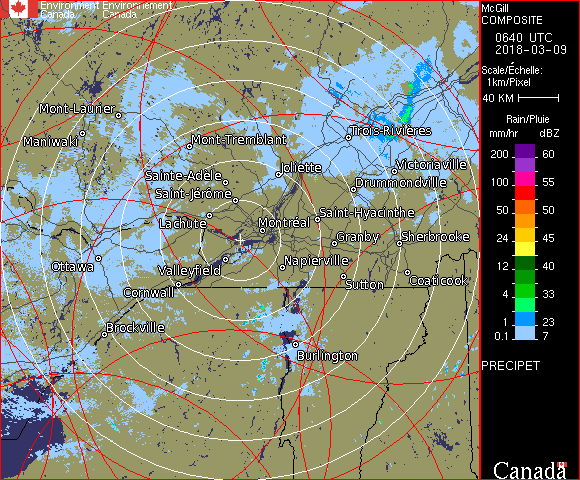 Environment Environnement
Canada Canada
McGill
COMPOSITE
0640 UTC
2018-03-09
Scale/Échelle:
1km/Pixel
40 KM
Rain/Pluie
mm/hr dBZ
200 60
100 55
50 50
24 45
12 40
4 33
1 23
0.1 7
PRECIPET
Canada
Mont-Laurier
Maniwaki
Mont-Tremblant
Trois-Rivières
Joliette
Victoriaville
Sainte-Adèle
Drummondville
Saint-Jérôme
Lachute
Saint-Hyacinthe
Montréal
Granby
Sherbrooke
Ottawa
Valleyfield
Napierville
Cornwall
Sutton
Coaticook
Brockville
Burlington